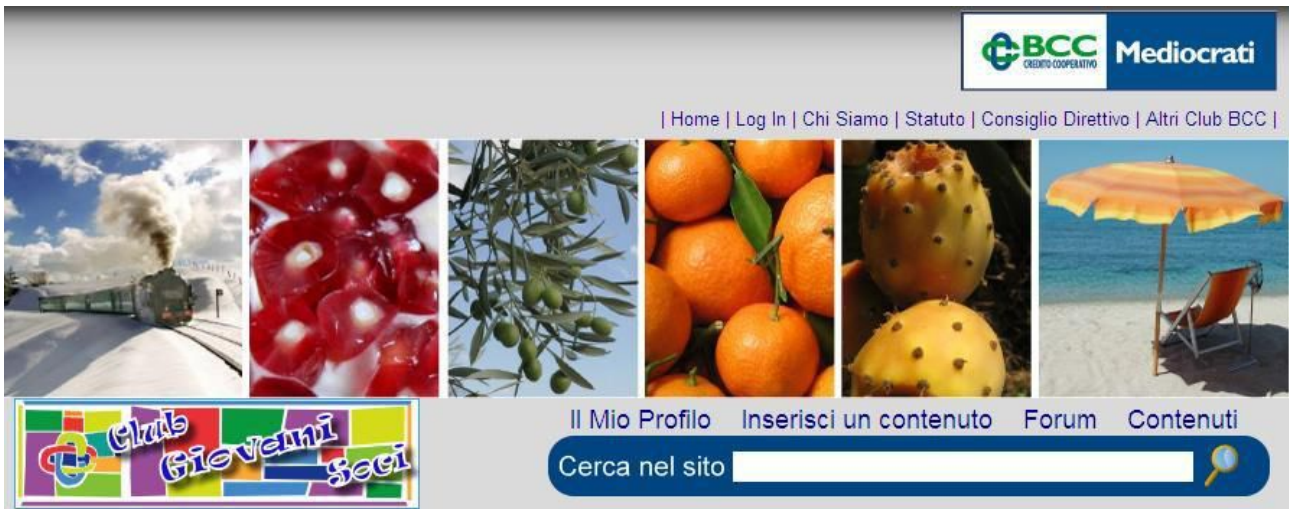 BCC
CREDITO COOPERATIVO
Mediocrati
| Home | Log In | Chi Siamo | Statuto | Consiglio Direttivo | Altri Club BCC |
Club
Giovani
Soci
Il Mio Profilo Inserisci un contenuto Forum Contenuti
Cerca nel sito